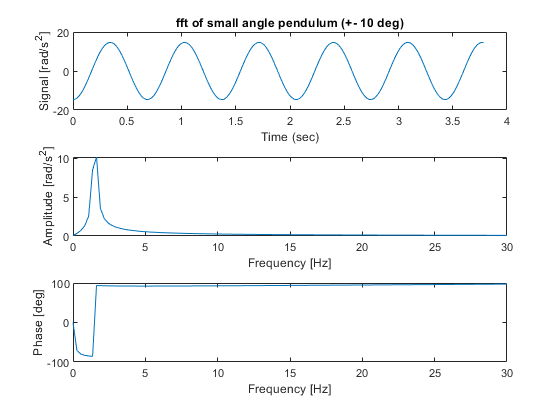 fft of small angle pendulum (+- 10 deg)
Signal [rad/s²]
20
0
-20
0 0.5 1 1.5 2 2.5 3 3.5 4
Time (sec)
Amplitude [rad/s²]
10
5
0
0 5 10 15 20 25 30
Frequency [Hz]
Phase [deg]
100
0
-100
0 5 10 15 20 25 30
Frequency [Hz]